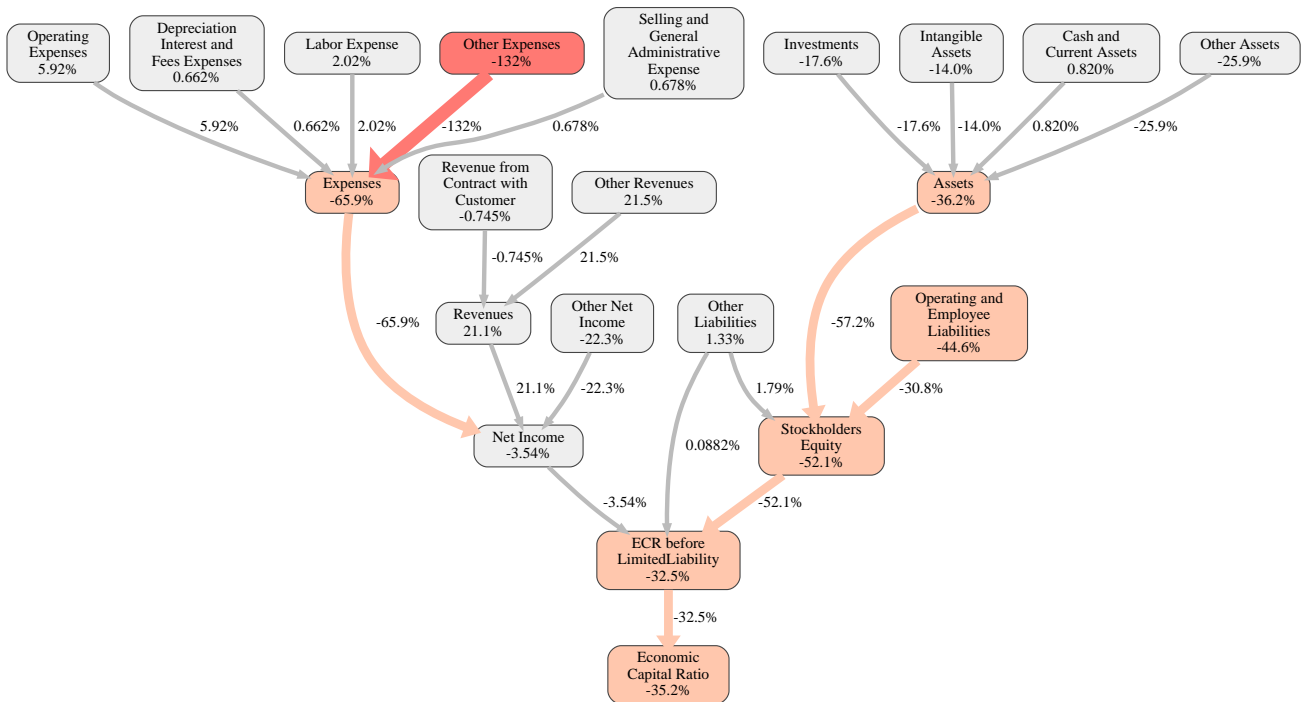 Operating
Expenses
5.92%
Depreciation
Interest and
Fees Expenses
0.662%
Labor Expense
2.02%
Other Expenses
-132%
Selling and
General
Administrative
Expense
0.678%
Investments
-17.6%
Intangible
Assets
-14.0%
Cash and
Current Assets
0.820%
Other Assets
-25.9%
5.92%
0.662%
2.02%
-132%
0.678%
-17.6%
-14.0%
0.820%
-25.9%
Expenses
-65.9%
Revenue from
Contract with
Customer
-0.745%
Other Revenues
21.5%
Assets
-36.2%
-0.745%
21.5%
-65.9%
Revenues
21.1%
Other Net
Income
-22.3%
Other
Liabilities
1.33%
-57.2%
Operating and
Employee
Liabilities
-44.6%
21.1%
-22.3%
1.79%
-30.8%
Net Income
-3.54%
0.0882%
Stockholders
Equity
-52.1%
-3.54%
-52.1%
ECR before
LimitedLiability
-32.5%
-32.5%
Economic
Capital Ratio
-35.2%